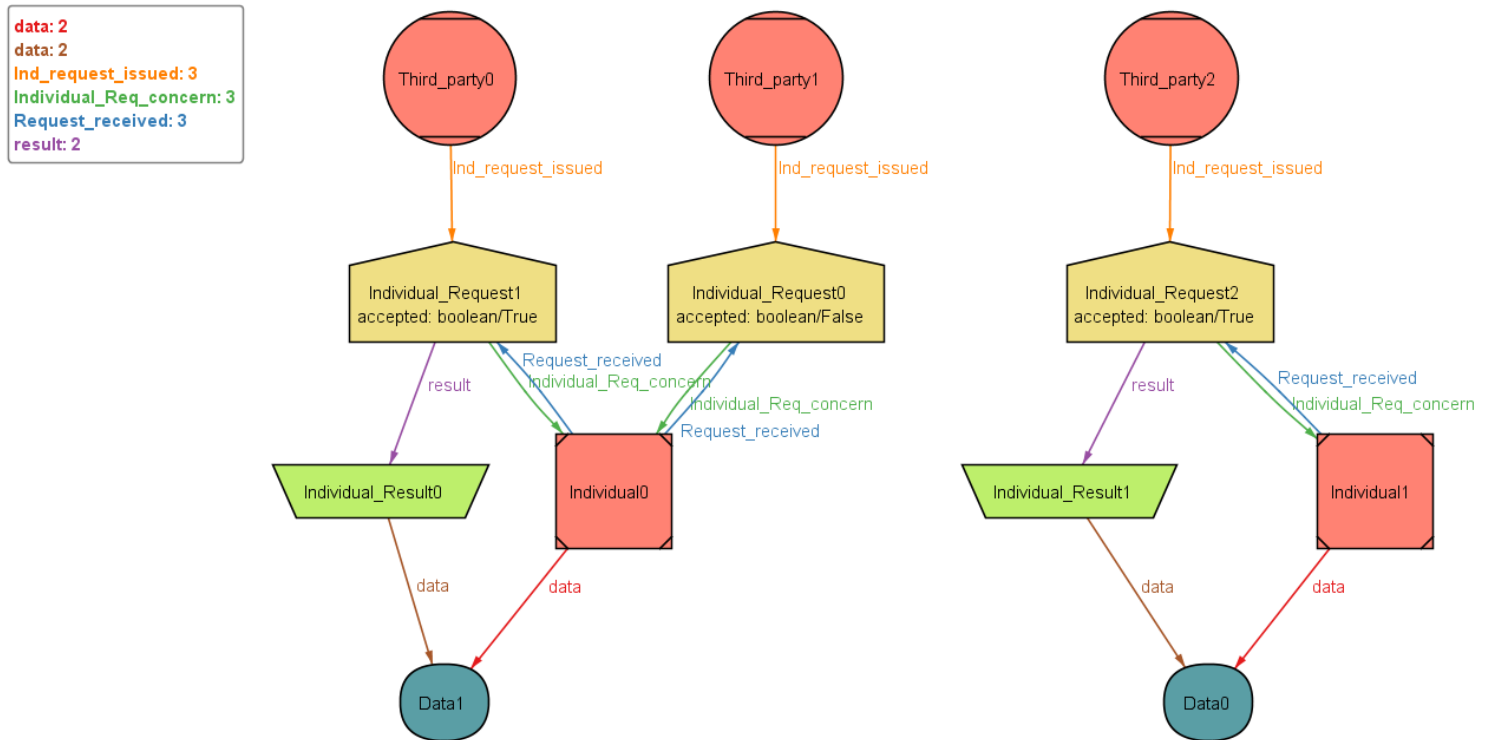 data: 2
data: 2
Ind_request_issued: 3
Individual_Req_concern: 3
Request_received: 3
result: 2
Third_party0
Third_party1
Third_party2
Ind_request_issued
Ind_request_issued
Ind_request_issued
Individual_Request1
accepted: boolean/True
Individual_Request0
accepted: boolean/False
Individual_Request2
accepted: boolean/True
Request_received
Individual_Req_concern
result
Individual_Req_concern
Request_received
Request_received
Individual_Req_concern
result
Individual_Result0
Individual0
Individual_Result1
Individual1
data
data
data
data
Data1
Data0